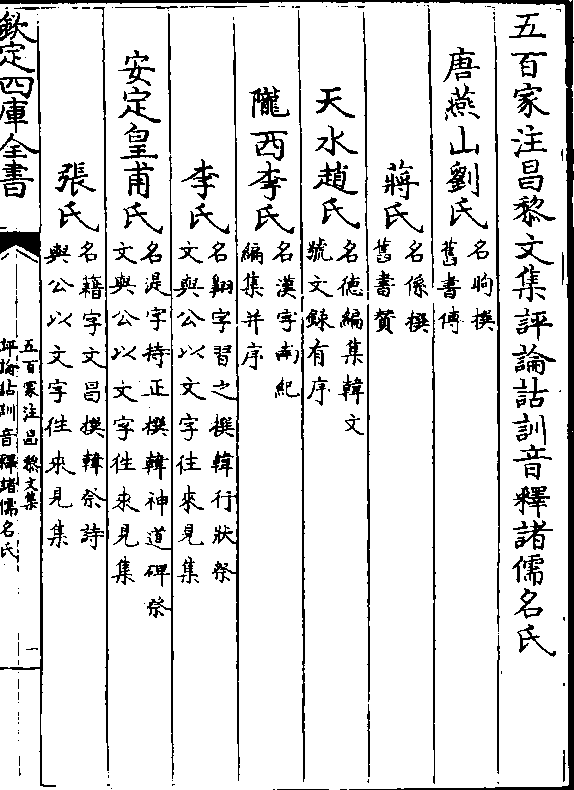 五百家注昌黎文集評論詁訓音釋諸儒名氏
唐燕山劉氏
名昫撰
舊書傳
蔣氏
名係撰
舊書贊
天水趙氏
名德編集韓文
號文錄有序
隴西李氏
名漢字南紀
編集并序
李氏
名翱字習之撰韓行狀祭
文與公以文字徃來見集
安定皇甫氏
名湜字持正撰韓神道碑祭
文與公以文字徃來見集
張氏
名籍字文昌撰韓祭詩
與公以文字徃來見集
欽定四庫全書
五百家注昌黎文集
評論詁訓音釋諸儒名氏
一